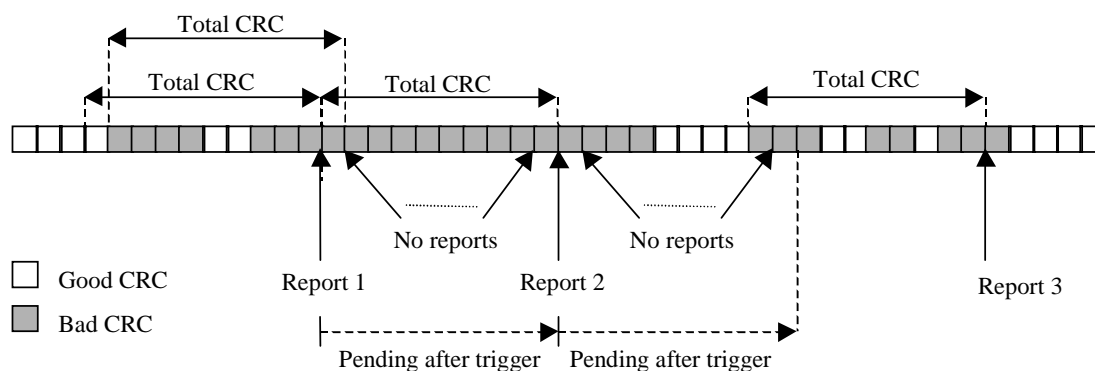 Total CRC
Total CRC
Total CRC
Total CRC
No reports
No reports
Good CRC
Report 1
Report 2
Report 3
Bad CRC
Pending after trigger
Pending after trigger